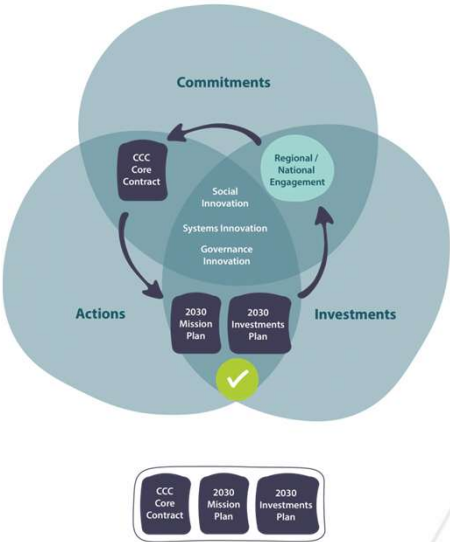 Commitments
CCC
Core
Contract
Regional /
National
Engagement
Social
Innovation
Systems Innovation
Governance
Innovation
Actions
2030
Mission
Plan
2030
Investments
Plan
Investments
CCC
Core
Contract
2030
Mission
Plan
2030
Investments
Plan